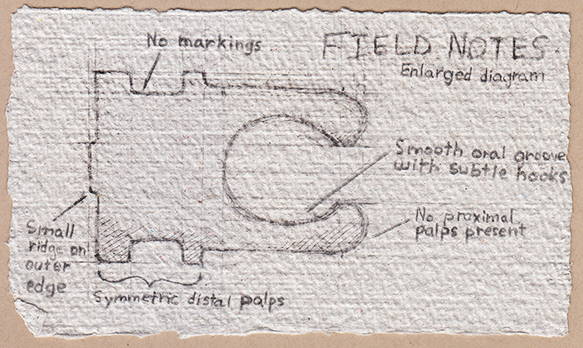 FIELD NOTES
Enlarged diagram
No markings
Smooth oral groove
with subtle hooks
No proximal
palps present
Small
ridge on
outer
edge
Symmetric distal palps